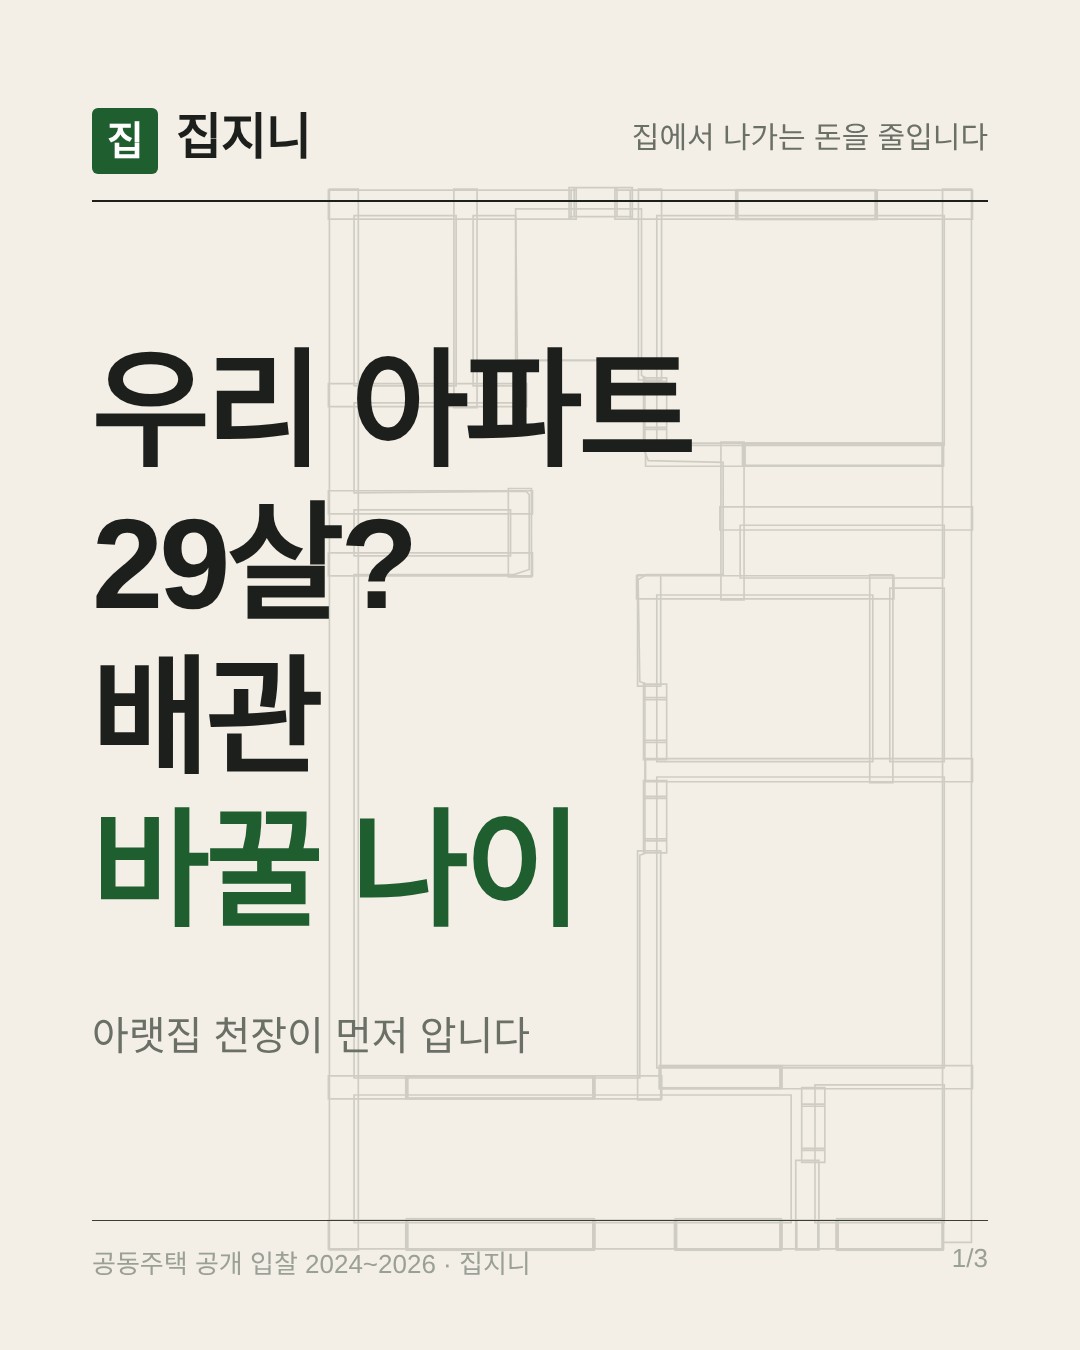 집 집지니
집에서 나가는 돈을 줄입니다
우리 아파트
29살?
배관
바꿀 나이
아랫집 천장이 먼저 압니다
공동주택 공개 입찰 2024~2026 · 집지니
1/3